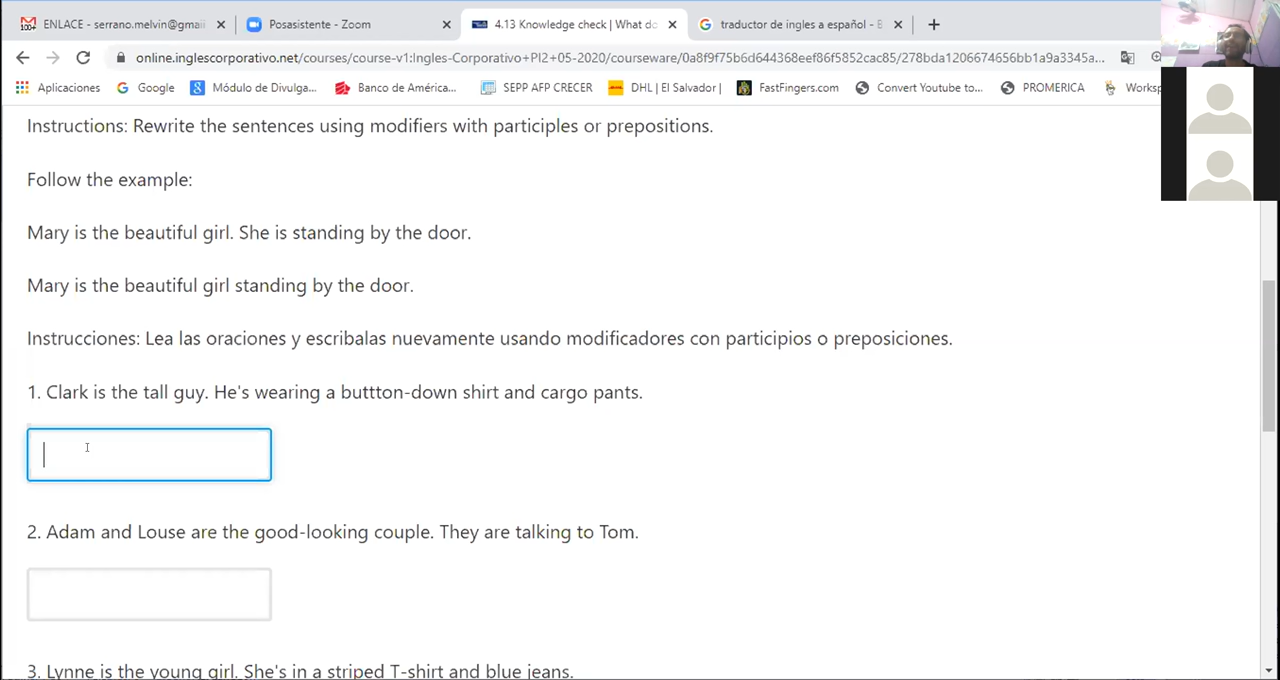 ENLACE - serrano.melvin@gmai
Posasistente - Zoom
4.13 Knowledge check | What do
traductor de ingles a español - B
online.inglescorporativo.net/courses/course-v1:Ingles-Corporativo+PI2+05-2020/courseware/0a8f9f75b6d644368eef86f5852cac85/278bda1206674656bb1a9a3345a...
Aplicaciones
Google
Módulo de Divulga...
Banco de América...
SEPP AFP CRECER
DHL | El Salvador |
FastFingers.com
Convert Youtube to...
PROMERICA
Worksp
Instructions: Rewrite the sentences using modifiers with participles or prepositions.
Follow the example:
Mary is the beautiful girl. She is standing by the door.
Mary is the beautiful girl standing by the door.
Instrucciones: Lea las oraciones y escribalas nuevamente usando modificadores con participios o preposiciones.
1. Clark is the tall guy. He's wearing a buttton-down shirt and cargo pants.
2. Adam and Louse are the good-looking couple. They are talking to Tom.
3. Lynne is the young girl. She's in a striped T-shirt and blue jeans.